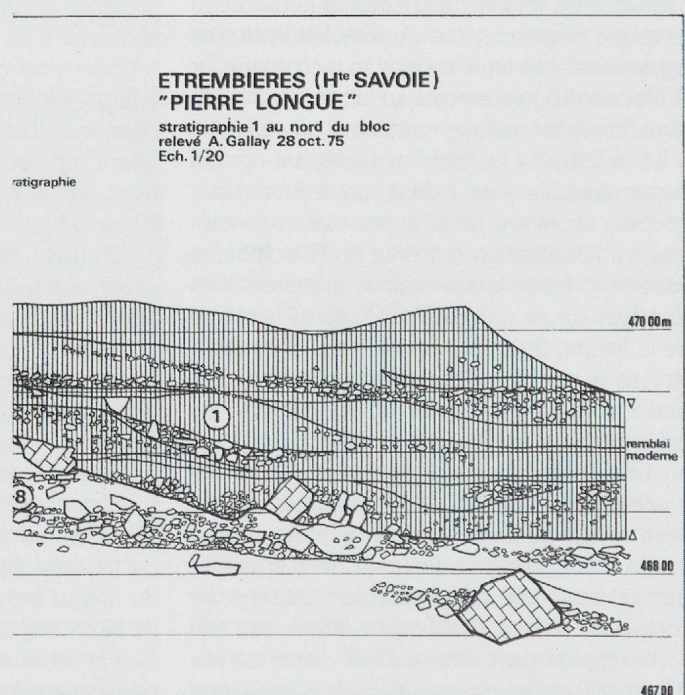 ETREMBIERES (Hte SAVOIE)
"PIERRE LONGUE"
stratigraphie 1 au nord du bloc
relevé A. Gallay 28 oct. 75
Ech. 1/20
ratigraphie
470 00m
1
remblai
moderne
8
468 00
467 00